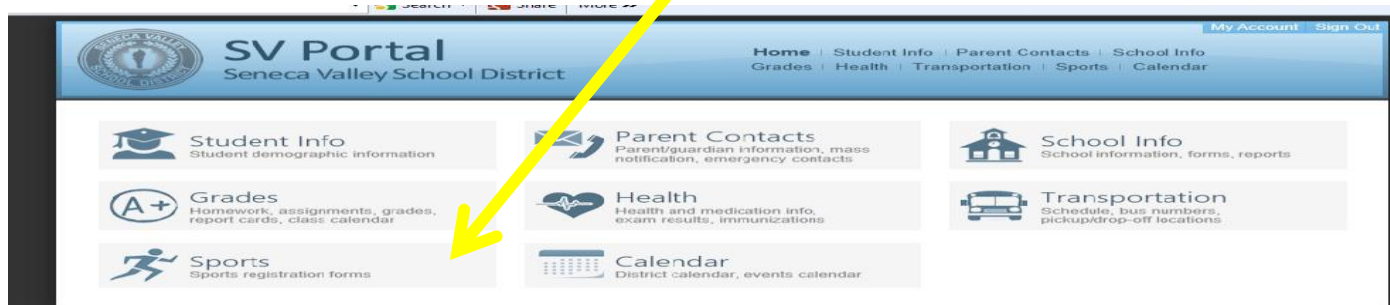 Search
Share
More
My Account | Sign Out
SV Portal
Seneca Valley School District
Home | Student Info | Parent Contacts | School Info
Grades | Health | Transportation | Sports | Calendar
SENECA VALLEY
SCHOOL DISTRICT
Student Info
Student demographic information
Parent Contacts
Parent/guardian information, mass
notification, emergency contacts
School Info
School information, forms, reports
A+
Grades
Homework, assignments, grades,
report cards, class calendar
Health
Health and medication info,
exam results, immunizations
Transportation
Schedule, bus numbers,
pickup/drop-off locations
Sports
Sports registration forms
Calendar
District calendar, events calendar